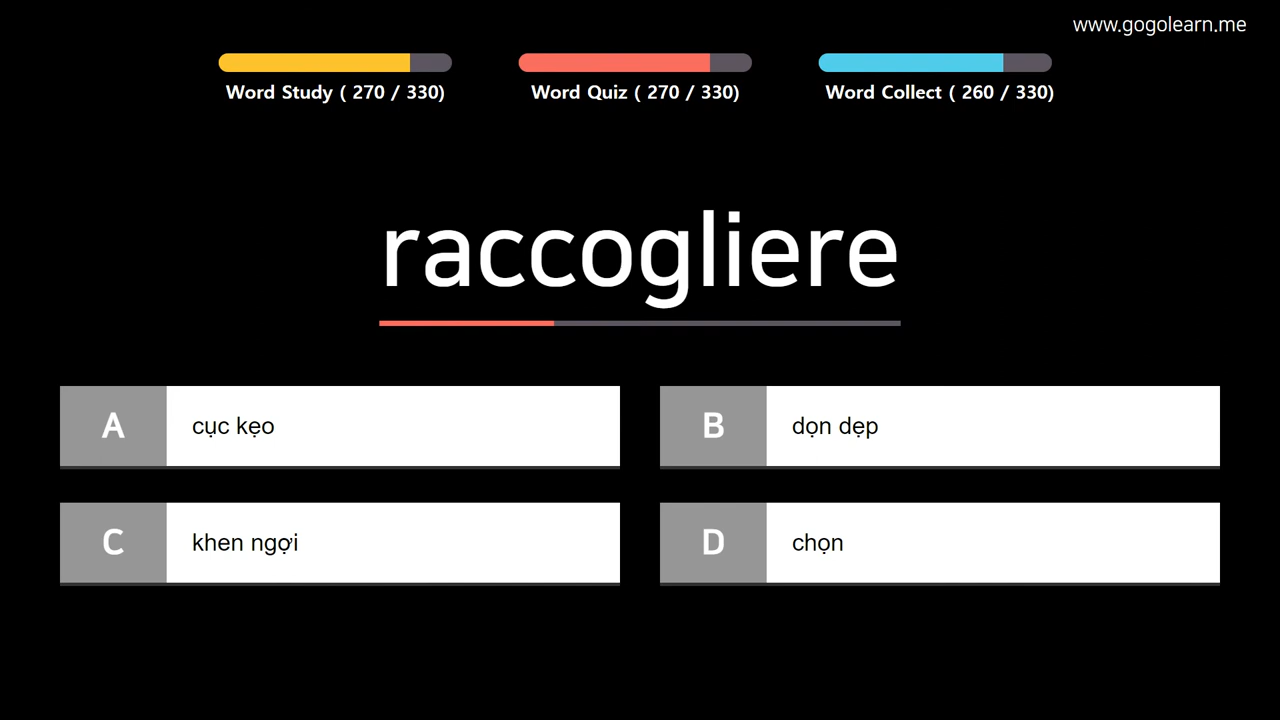 www.gogolearn.me
Word Study ( 270 / 330)
Word Quiz ( 270 / 330)
Word Collect ( 260 / 330)
raccogliere
A cục kẹo
B dọn dẹp
C khen ngợi
D chọn